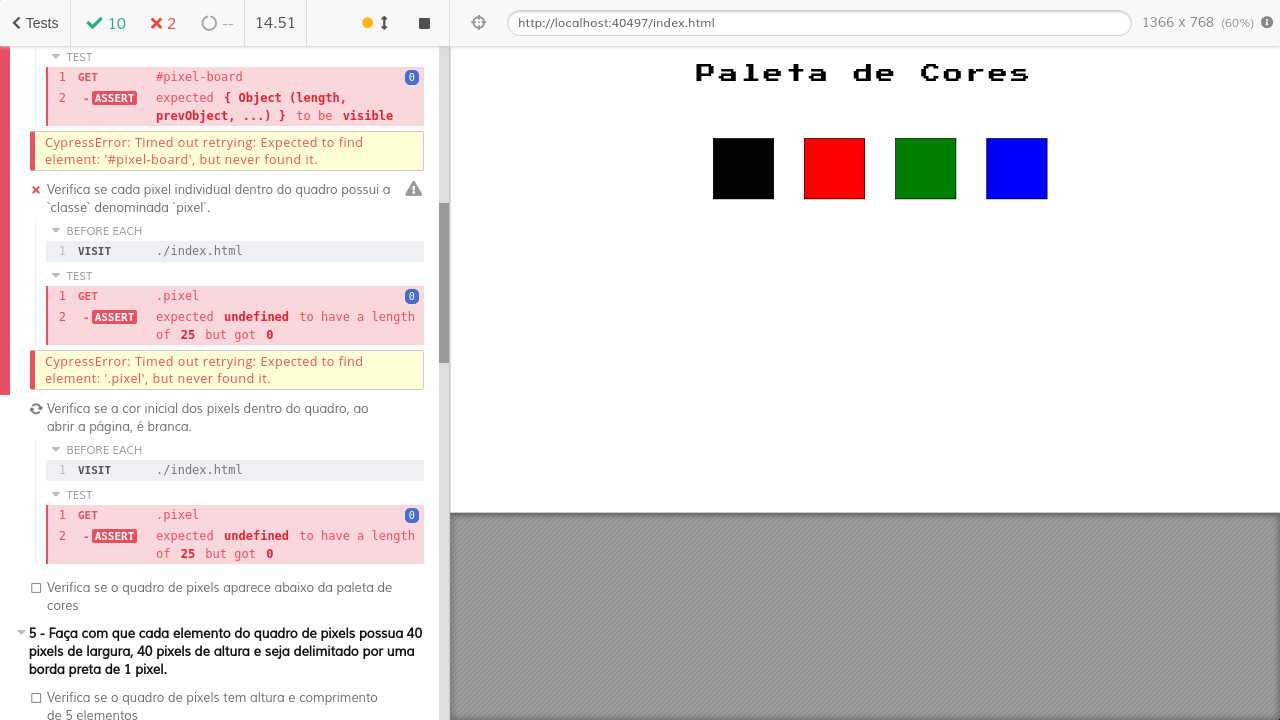 Tests
10
2
--
14.51
http://localhost:40497/index.html
1366 x 768 (60%)
TEST
1 GET #pixel-board 0
2 -ASSERT expected { Object (length,
prevObject, ...) } to be visible
CypressError: Timed out retrying: Expected to find
element: '#pixel-board', but never found it.
Verifica se cada pixel individual dentro do quadro possui a
`classe` denominada `pixel`.
BEFORE EACH
1 VISIT ./index.html
TEST
1 GET .pixel 0
2 -ASSERT expected undefined to have a length
of 25 but got 0
CypressError: Timed out retrying: Expected to find
element: '.pixel', but never found it.
Verifica se a cor inicial dos pixels dentro do quadro, ao
abrir a página, é branca.
BEFORE EACH
1 VISIT ./index.html
TEST
1 GET .pixel 0
2 -ASSERT expected undefined to have a length
of 25 but got 0
Verifica se o quadro de pixels aparece abaixo da paleta de
cores
5 - Faça com que cada elemento do quadro de pixels possua 40
pixels de largura, 40 pixels de altura e seja delimitado por uma
borda preta de 1 pixel.
Verifica se o quadro de pixels tem altura e comprimento
de 5 elementos
Paleta de Cores